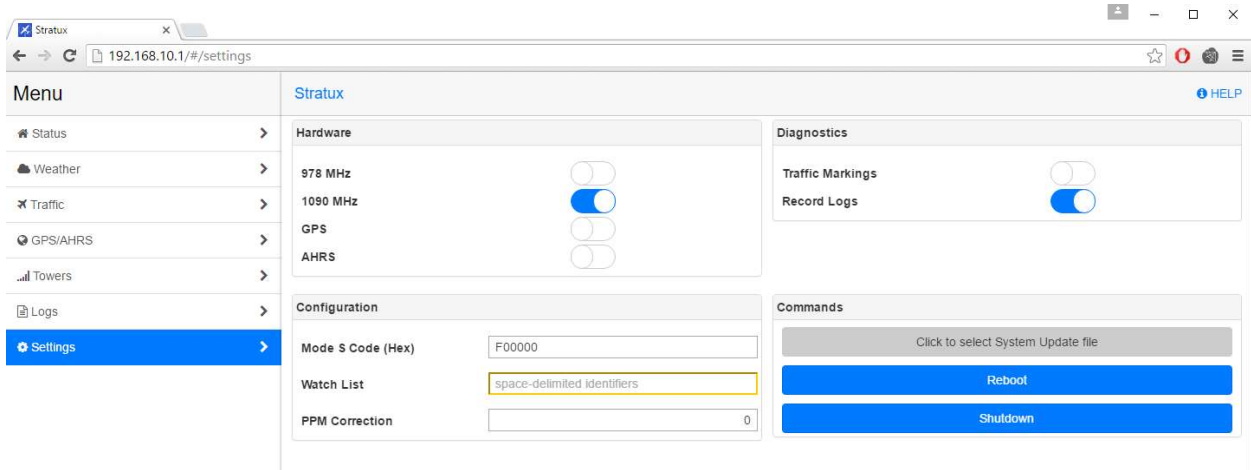 Stratux
192.168.10.1/#/settings
Menu
Stratux
HELP
Status
Weather
Traffic
GPS/AHRS
Towers
Logs
Settings
Hardware
978 MHz
1090 MHz
GPS
AHRS
Diagnostics
Traffic Markings
Record Logs
Configuration
Mode S Code (Hex) F00000
Watch List space-delimited identifiers
PPM Correction 0
Commands
Click to select System Update file
Reboot
Shutdown